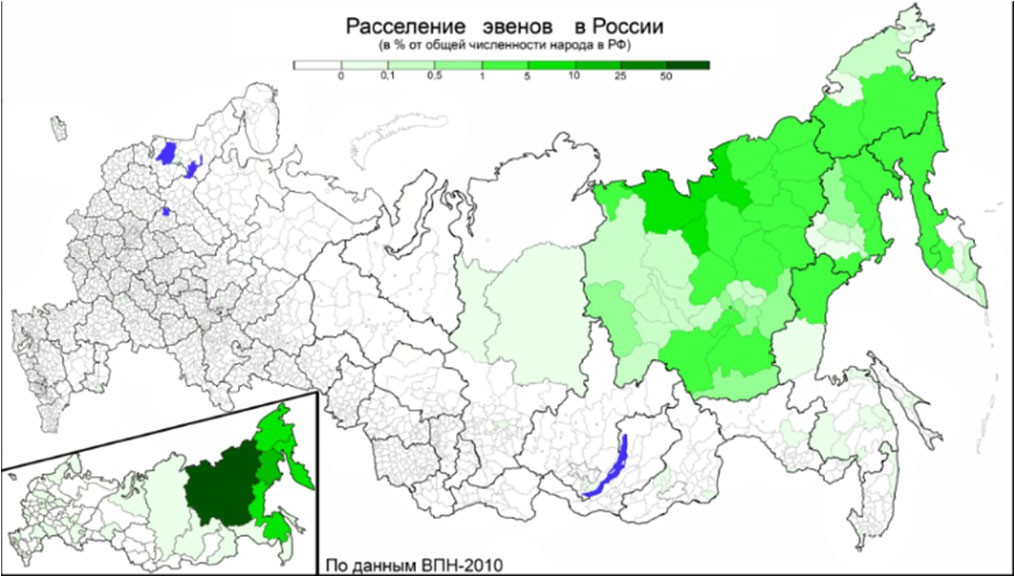 Расселение эвенов в России
(в % от общей численности народа в РФ)
0 0,1 0,5 1 5 10 25 50
По данным ВПН-2010